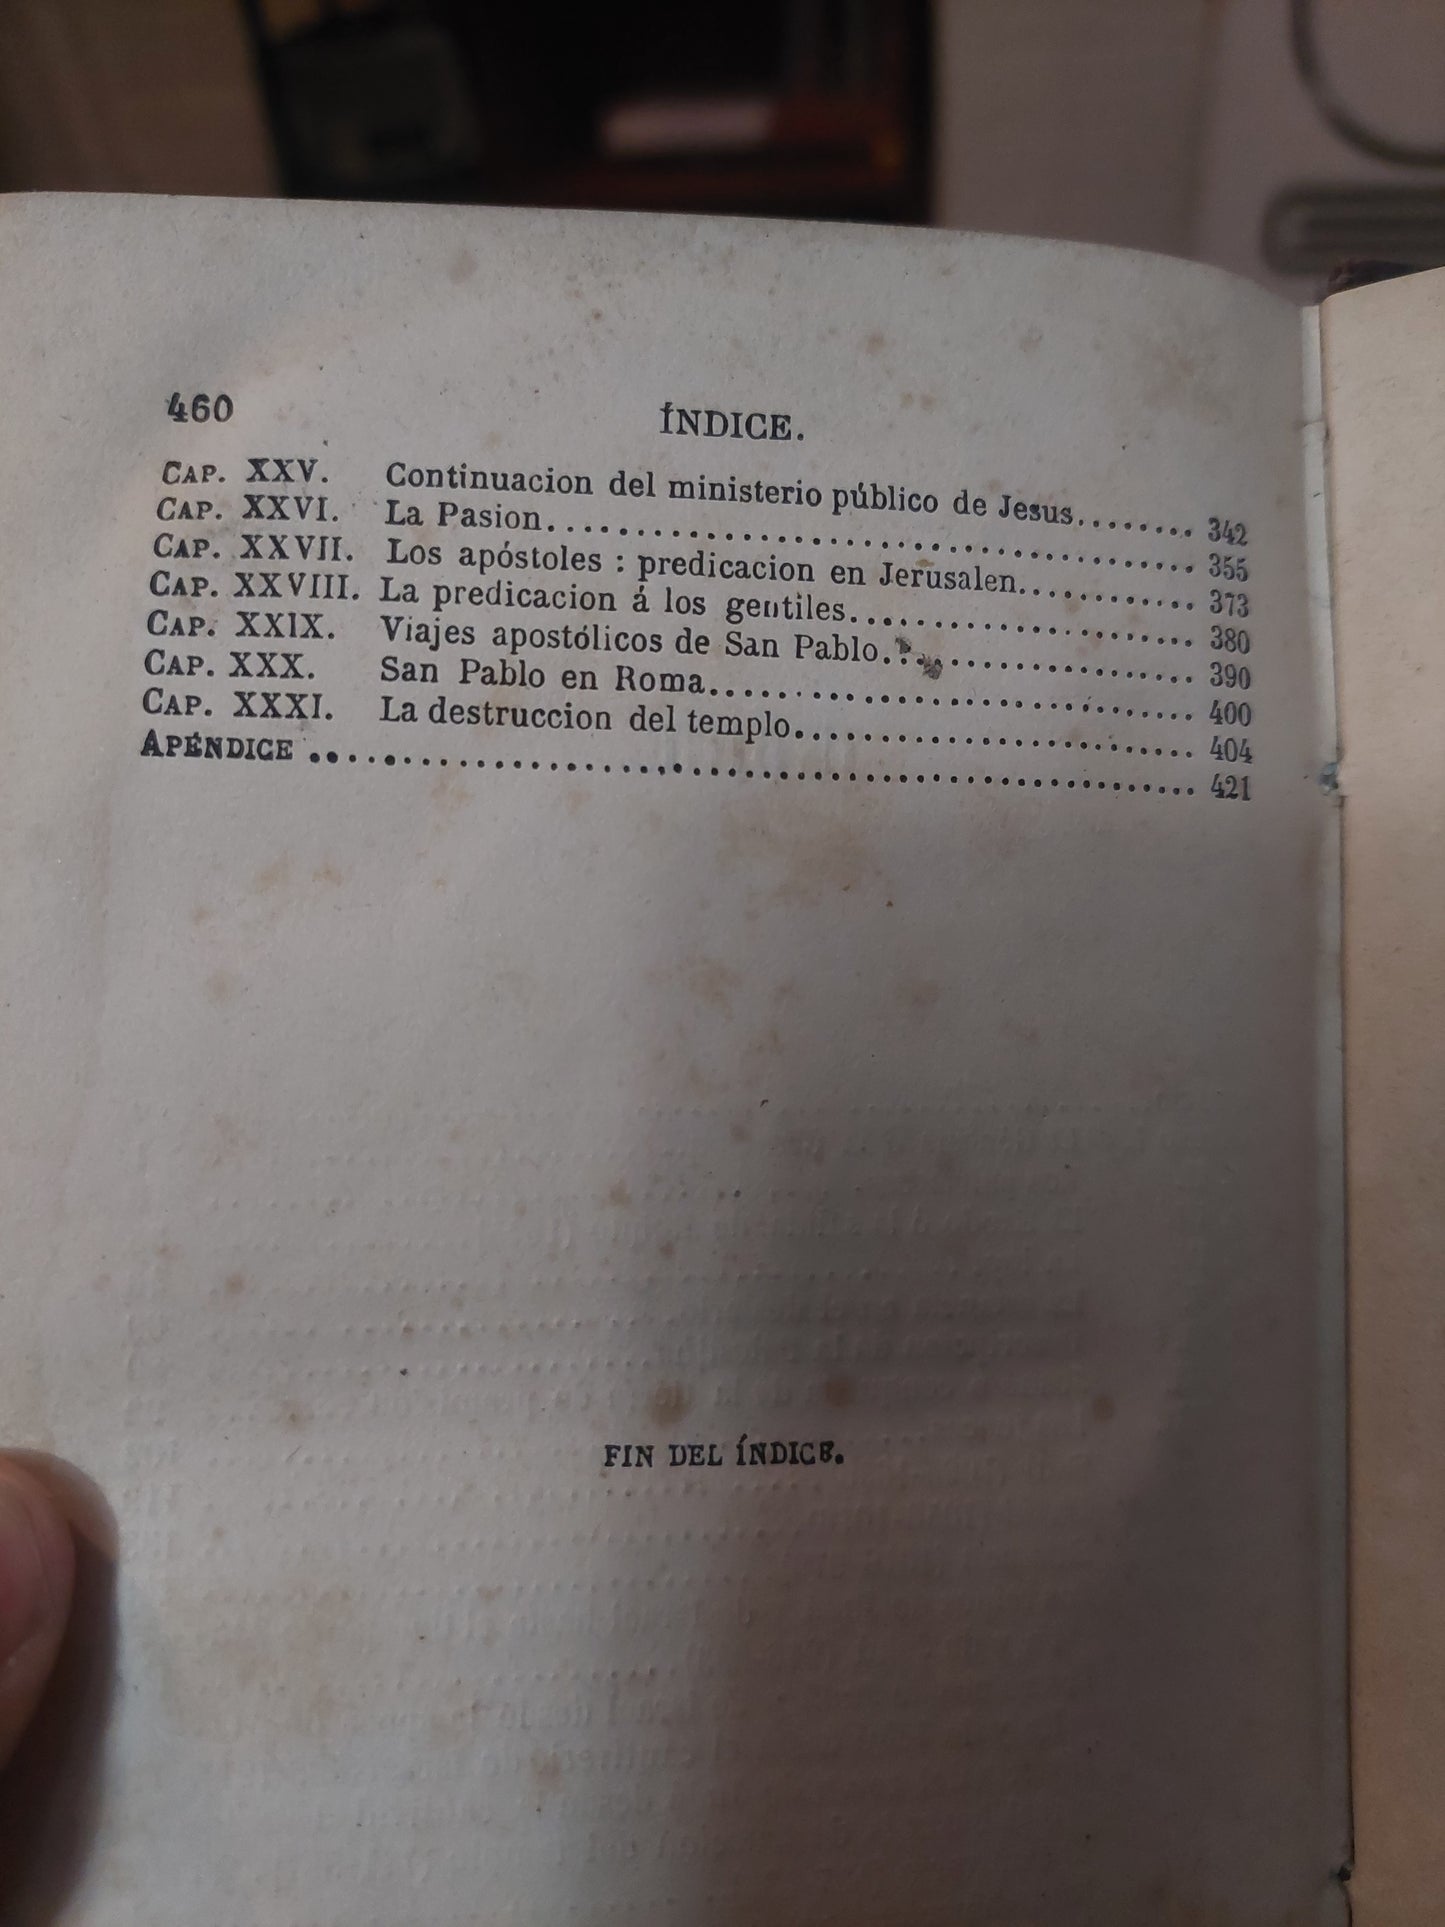 460
ÍNDICE.
CAP. XXV. Continuacion del ministerio público de Jesus........ 342
CAP. XXVI. La Pasion.................................... 355
CAP. XXVII. Los apóstoles : predicacion en Jerusalen............ 373
CAP. XXVIII. La predicacion á los gentiles.................... 380
CAP. XXIX. Viajes apostólicos de San Pablo.................. 390
CAP. XXX. San Pablo en Roma............................ 400
CAP. XXXI. La destruccion del templo....................... 404
APÉNDICE ................................................ 421
FIN DEL ÍNDICE.